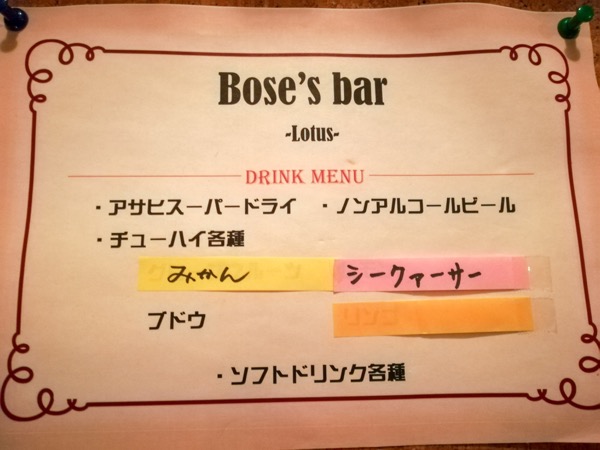 Bose's bar
-Lotus-
DRINK MENU
・アサヒスーパードライ ・ノンアルコールビール
・チューハイ各種
みかん シークァーサー
ブドウ
・ソフトドリンク各種